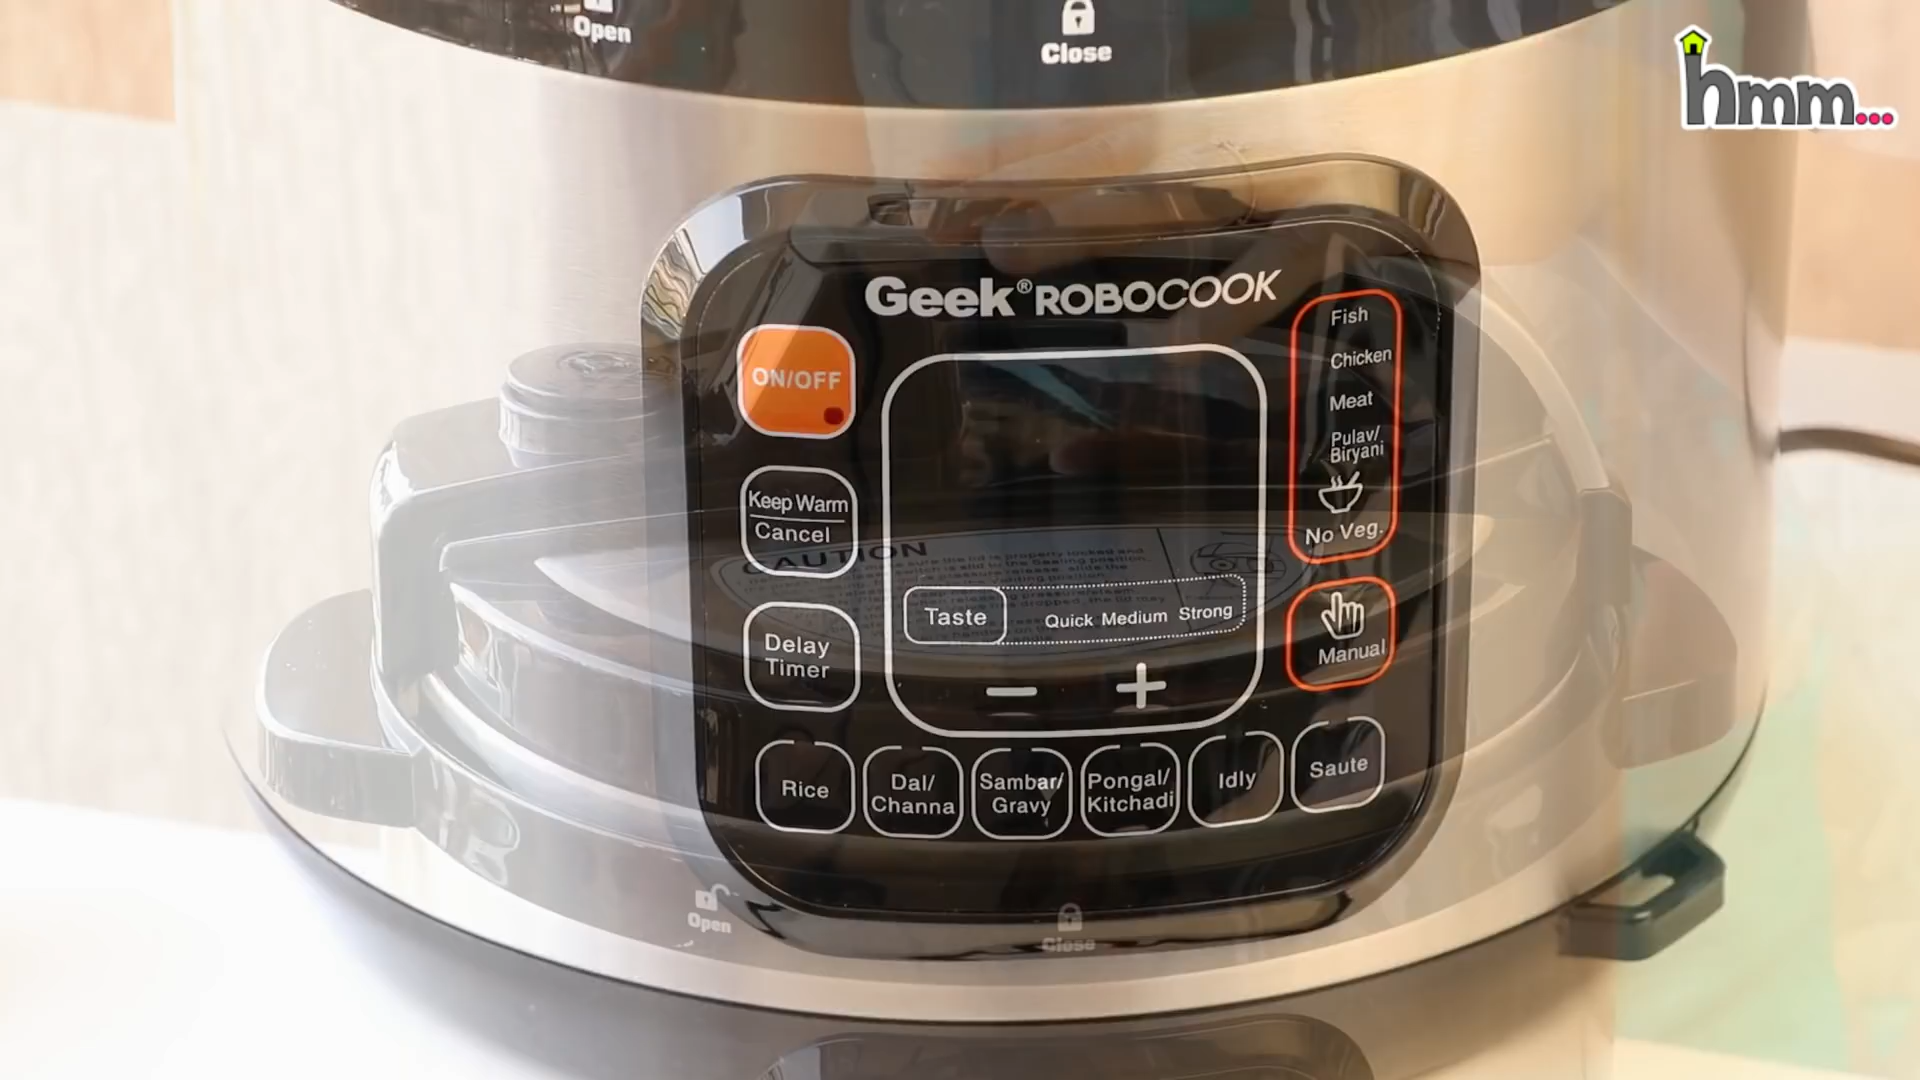 Open
Close
hmm...
Geek® ROBOCOOK
ON/OFF
Keep Warm
Cancel
Delay
Timer
Fish
Chicken
Meat
Pulav/
Biryani
No Veg.
Manual
CAUTION
Taste
Quick Medium Strong
− +
Rice
Dal/
Channa
Sambar/
Gravy
Pongal/
Kitchadi
Idly
Saute
Open
Close